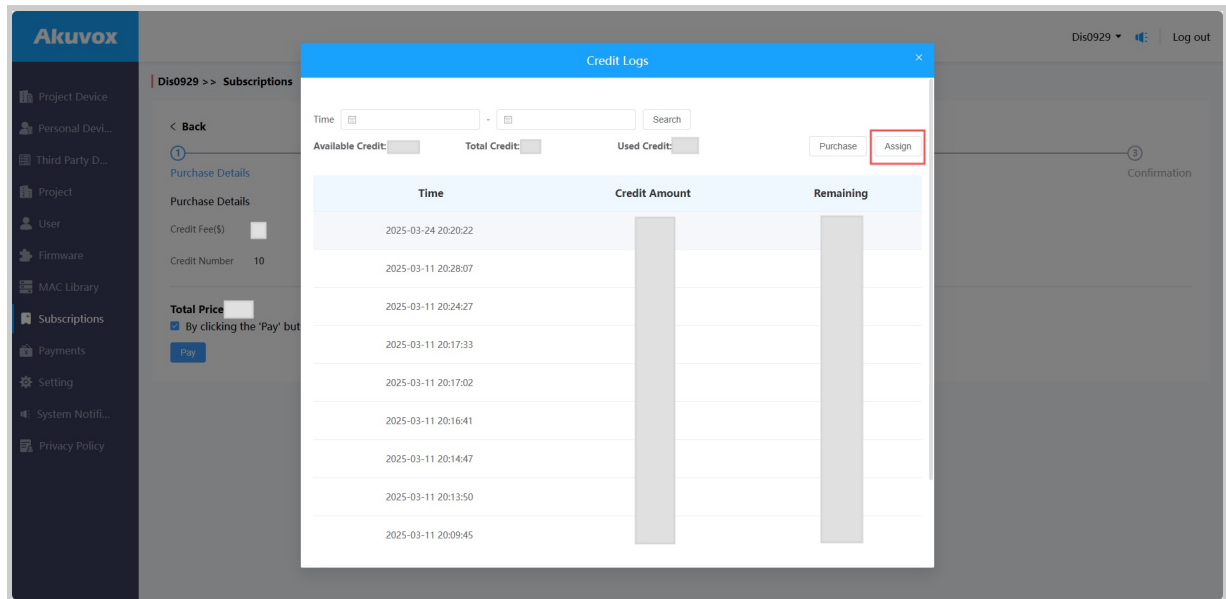 Akuvox
Dis0929
Log out
Project Device
Personal Devi...
Third Party D...
Project
User
Firmware
MAC Library
Subscriptions
Payments
Setting
System Notifi...
Privacy Policy
Dis0929 >> Subscriptions
< Back
1
Purchase Details
3
Confirmation
Purchase Details
Credit Fee($)
Credit Number 10
Total Price
By clicking the 'Pay' but
Pay
Credit Logs
×
Time - Search
Available Credit: Total Credit: Used Credit: Purchase Assign
Time Credit Amount Remaining
2025-03-24 20:20:22
2025-03-11 20:28:07
2025-03-11 20:24:27
2025-03-11 20:17:33
2025-03-11 20:17:02
2025-03-11 20:16:41
2025-03-11 20:14:47
2025-03-11 20:13:50
2025-03-11 20:09:45